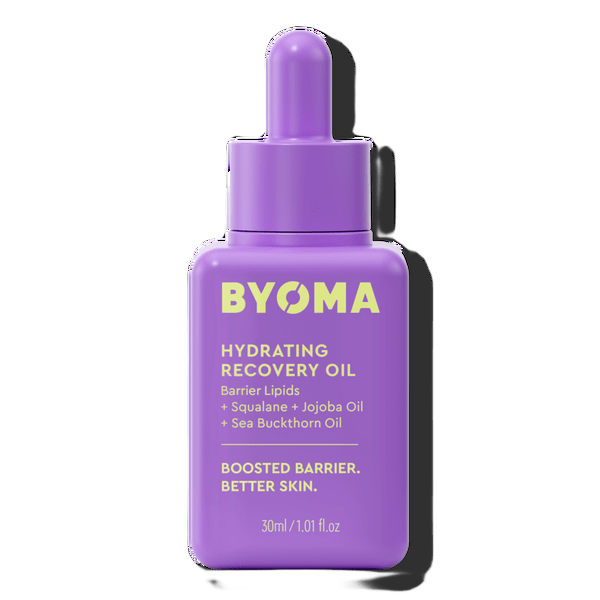 BYOMA
HYDRATING
RECOVERY OIL
Barrier Lipids
+ Squalane + Jojoba Oil
+ Sea Buckthorn Oil
BOOSTED BARRIER.
BETTER SKIN.
30ml / 1.01 fl.oz